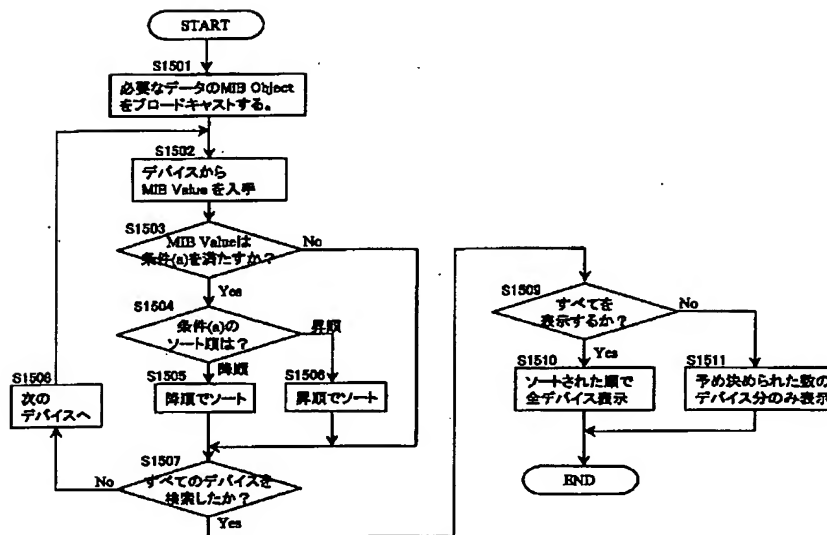 START
S1501
必要なデータのMIB Object
をブロードキャストする。
S1502
デバイスから
MIB Value を入手
S1503
MIB Valueは
条件(a)を満たすか？
No
Yes
S1504
条件(a)の
ソート順は？
昇順
降順
S1505
降順でソート
S1506
昇順でソート
S1506
次の
デバイスへ
S1507
すべてのデバイスを
検索したか？
No
Yes
S1509
すべてを
表示するか？
No
Yes
S1510
ソートされた順で
全デバイス表示
S1511
予め決められた数の
デバイス分のみ表示
END